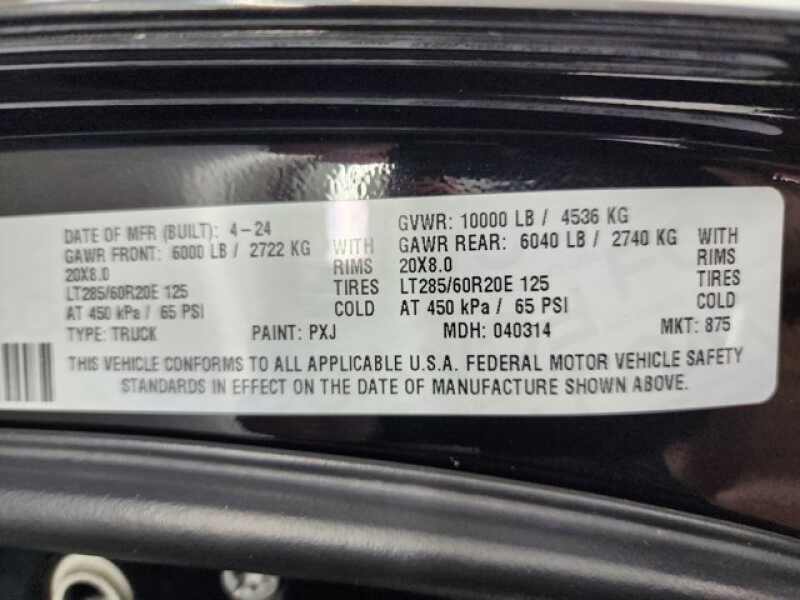 DATE OF MFR (BUILT): 4-24 GVWR: 10000 LB / 4536 KG
GAWR FRONT: 6000 LB / 2722 KG WITH GAWR REAR: 6040 LB / 2740 KG WITH
20X8.0 RIMS 20X8.0 RIMS
LT285/60R20E 125 TIRES LT285/60R20E 125 TIRES
AT 450 kPa / 65 PSI COLD AT 450 kPa / 65 PSI COLD
TYPE: TRUCK PAINT: PXJ MDH: 040314 MKT: 875
THIS VEHICLE CONFORMS TO ALL APPLICABLE U.S.A. FEDERAL MOTOR VEHICLE SAFETY
STANDARDS IN EFFECT ON THE DATE OF MANUFACTURE SHOWN ABOVE.